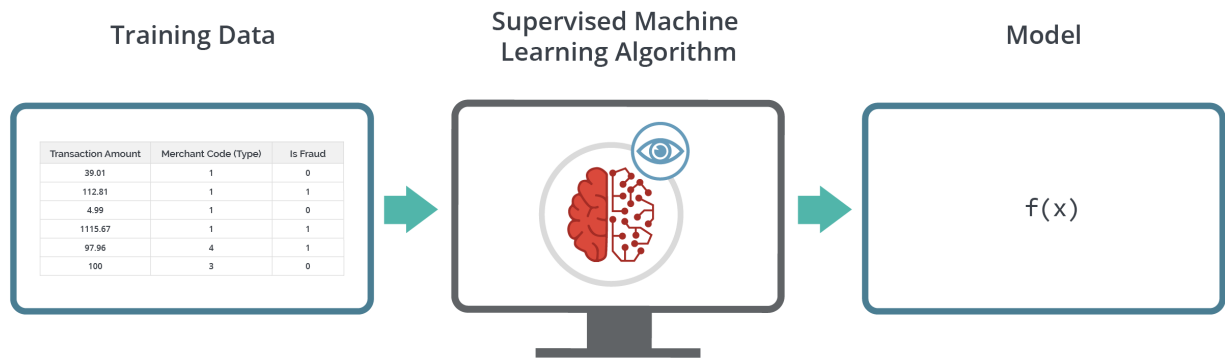 Training Data
Supervised Machine
Learning Algorithm
Model
Transaction Amount Merchant Code (Type) Is Fraud
39.01 1 0
112.81 1 1
4.99 1 0
1115.67 1 1
97.96 4 1
100 3 0
f(x)